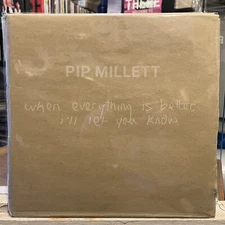 PIP MILLETT
when everything is better
i'll let you know